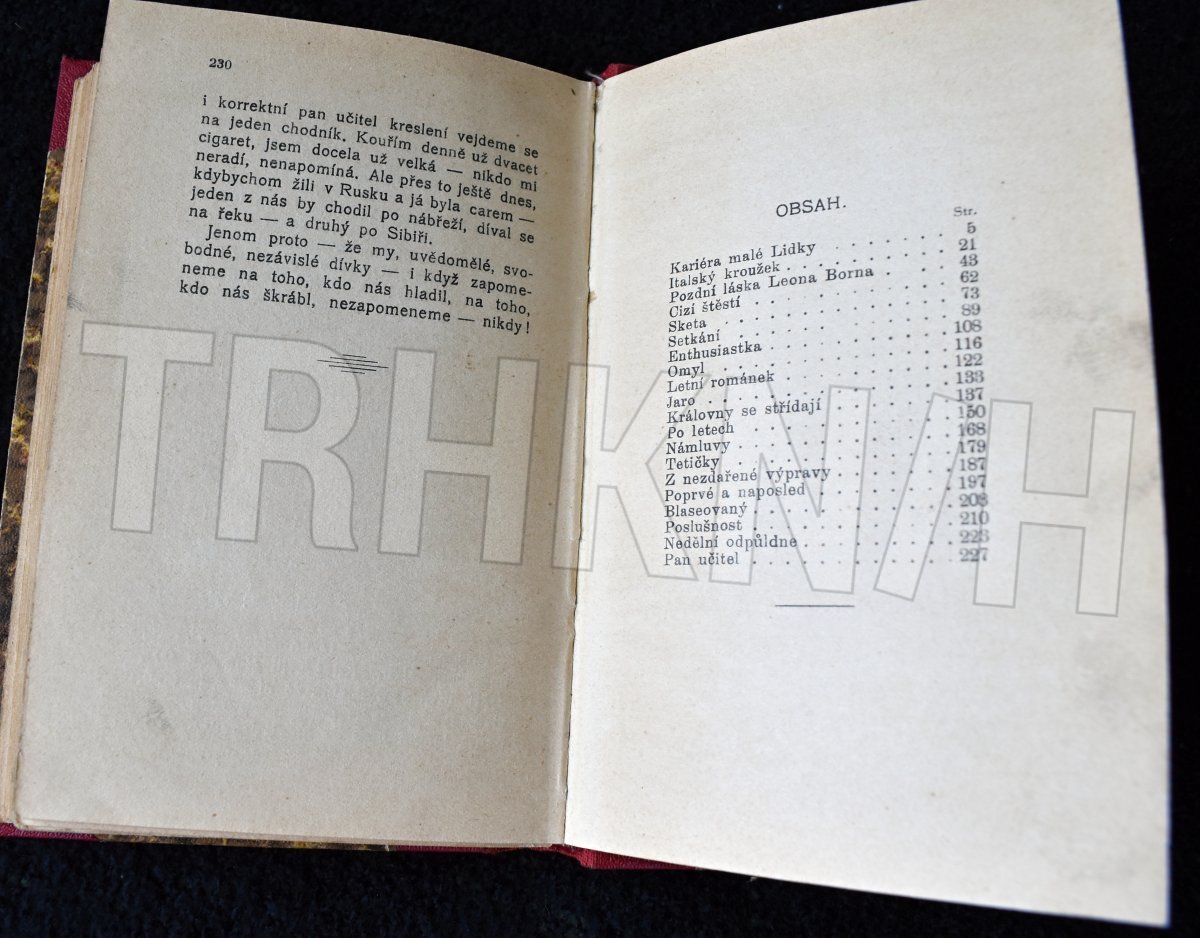 230
i korrektní pan učitel kreslení vejdeme se
na jeden chodník. Kouřím denně už dvacet
cigaret, jsem docela už velká — nikdo mi
neradí, nenapomíná. Ale přes to ještě dnes,
kdybychom žili v Rusku a já byla carem —
jeden z nás by chodil po nábřeží, díval se
na řeku — a druhý po Sibiři.
Jenom proto — že my, uvědomělé, svo-
bodné, nezávislé dívky — i když zapome-
neme na toho, kdo nás hladil, na toho,
kdo nás škrábl, nezapomeneme — nikdy!
OBSAH.
Str.
Kariéra malé Lidky . . . . . . . 5
Italský kroužek . . . . . . . . 21
Pozdní láska Leona Borna . . . . 43
Cizí štěstí . . . . . . . . . . 62
Sketa . . . . . . . . . . . . 73
Setkání . . . . . . . . . . . 89
Enthusiastka . . . . . . . . . 108
Omyl . . . . . . . . . . . . 116
Letní románek . . . . . . . . 122
Jaro . . . . . . . . . . . . 133
Královny se střídají . . . . . . 137
Po letech . . . . . . . . . . 150
Námluvy . . . . . . . . . . . 168
Tetičky . . . . . . . . . . . 179
Z nezdařené výpravy . . . . . . 187
Poprvé a naposled . . . . . . . 197
Blaseovaný . . . . . . . . . . 203
Poslušnost . . . . . . . . . . 210
Nedělní odpůldne . . . . . . . . 223
Pan učitel . . . . . . . . . . 227
TRHKNIH